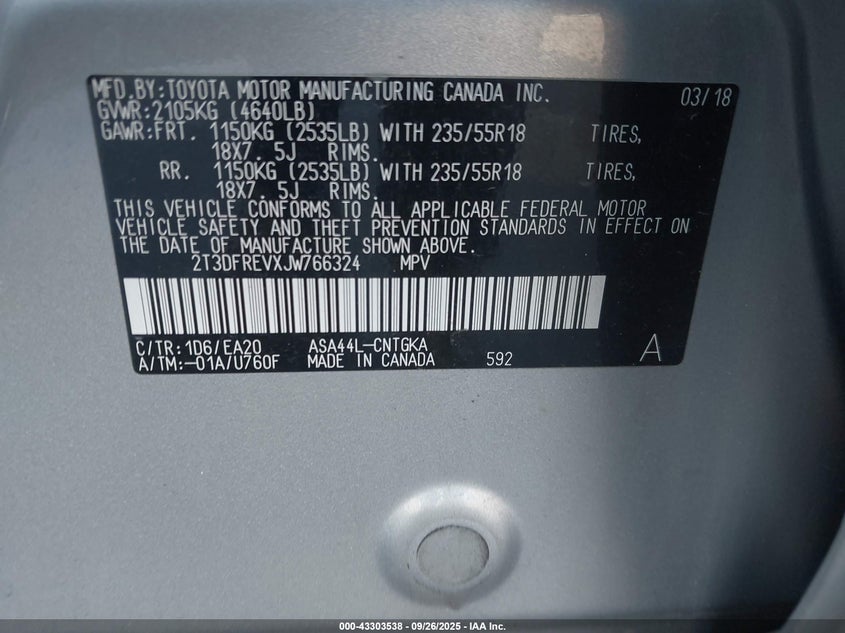 MFD.BY:TOYOTA MOTOR MANUFACTURING CANADA INC. 03/18
GVWR:2105KG (4640LB)
GAWR:FRT. 1150KG (2535LB) WITH 235/55R18 TIRES,
18X7.5J RIMS.
RR. 1150KG (2535LB) WITH 235/55R18 TIRES,
18X7.5J RIMS.
THIS VEHICLE CONFORMS TO ALL APPLICABLE FEDERAL MOTOR
VEHICLE SAFETY AND THEFT PREVENTION STANDARDS IN EFFECT ON
THE DATE OF MANUFACTURE SHOWN ABOVE.
2T3DFREVXJW766324 MPV
C/TR:1D6/EA20 ASA44L-CNTGKA
A/TM:-01A/U760F MADE IN CANADA 592 A
000-43303538 - 09/26/2025 - IAA Inc.